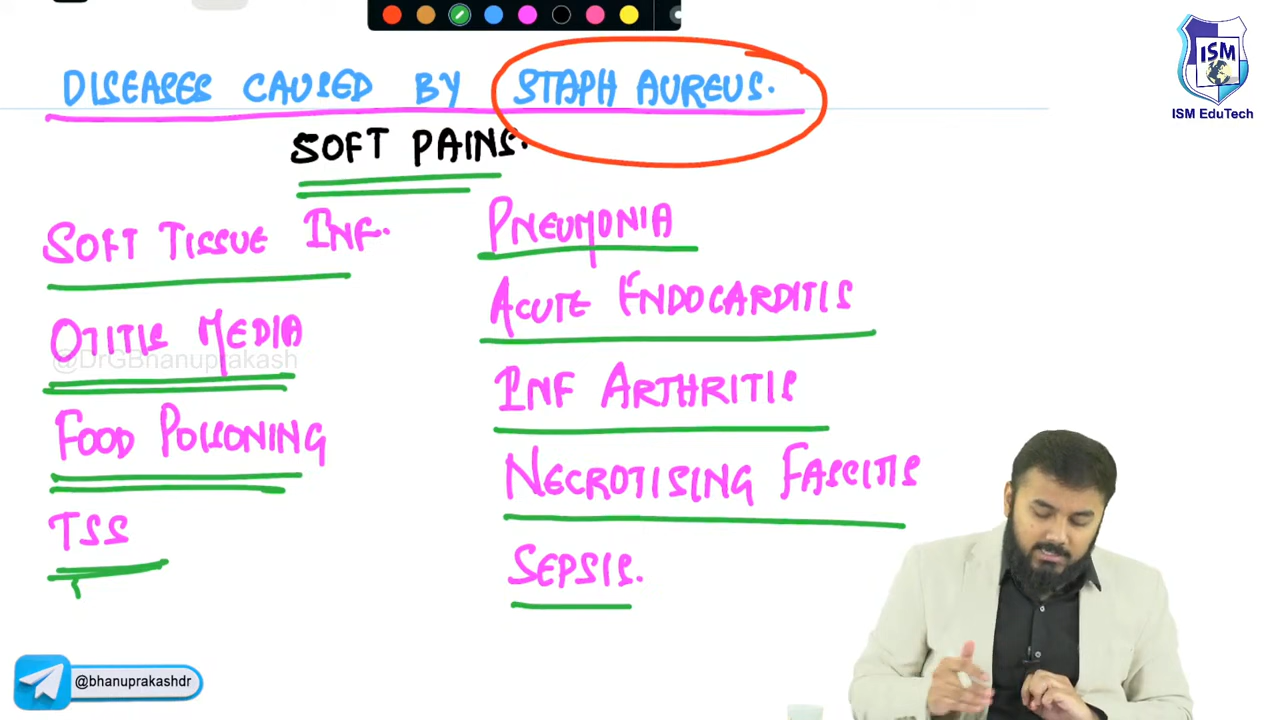 DISEASES CAUSED BY STAPH AUREUS.
SOFT PAINS.
SOFT TISSUE INF.
OTITIS MEDIA
@DrGBhanuprakash
FOOD POISONING
TSS
PNEUMONIA
ACUTE ENDOCARDITIS
INF ARTHRITIS
NECROTISING FASCITIS
SEPSIS.
ISM
ISM EduTech
@bhanuprakashdr